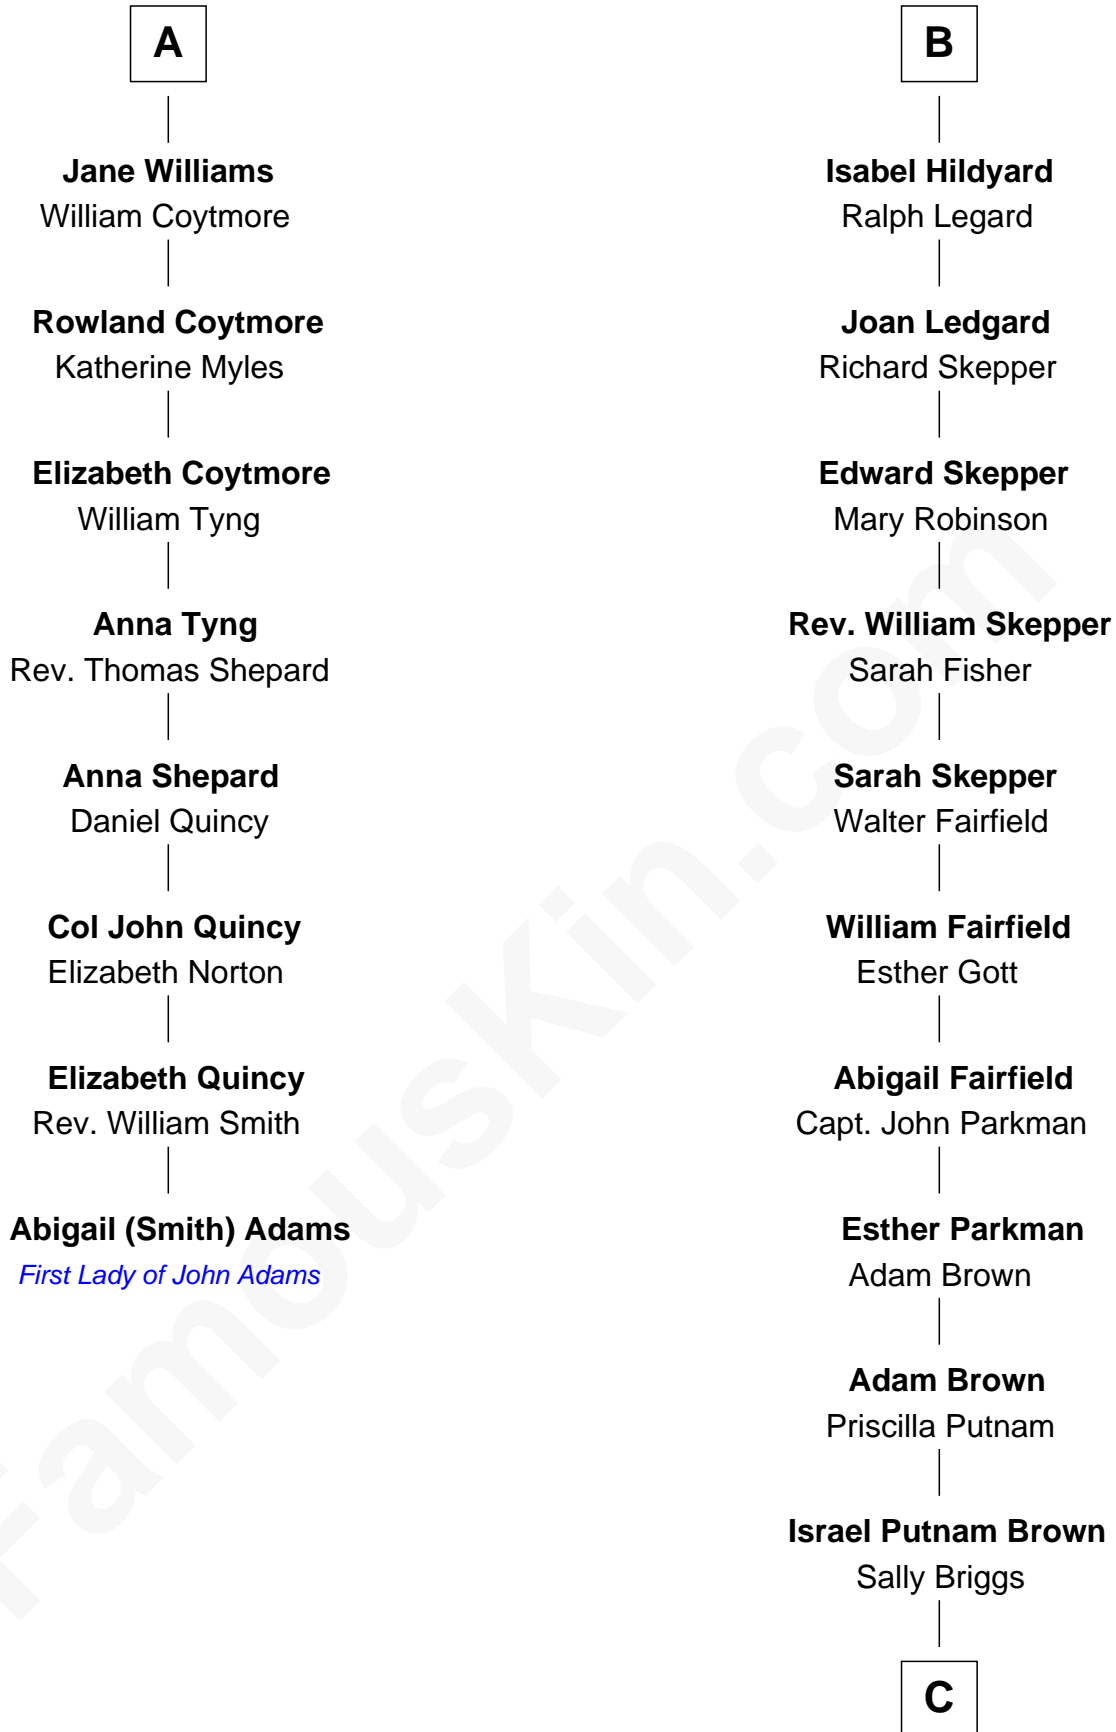 A
Jane Williams
William Coytmore
Rowland Coytmore
Katherine Myles
Elizabeth Coytmore
William Tyng
Anna Tyng
Rev. Thomas Shepard
Anna Shepard
Daniel Quincy
Col John Quincy
Elizabeth Norton
Elizabeth Quincy
Rev. William Smith
Abigail (Smith) Adams
First Lady of John Adams
B
Isabel Hildyard
Ralph Legard
Joan Ledgard
Richard Skepper
Edward Skepper
Mary Robinson
Rev. William Skepper
Sarah Fisher
Sarah Skepper
Walter Fairfield
William Fairfield
Esther Gott
Abigail Fairfield
Capt. John Parkman
Esther Parkman
Adam Brown
Adam Brown
Priscilla Putnam
Israel Putnam Brown
Sally Briggs
C
FamousKin.com